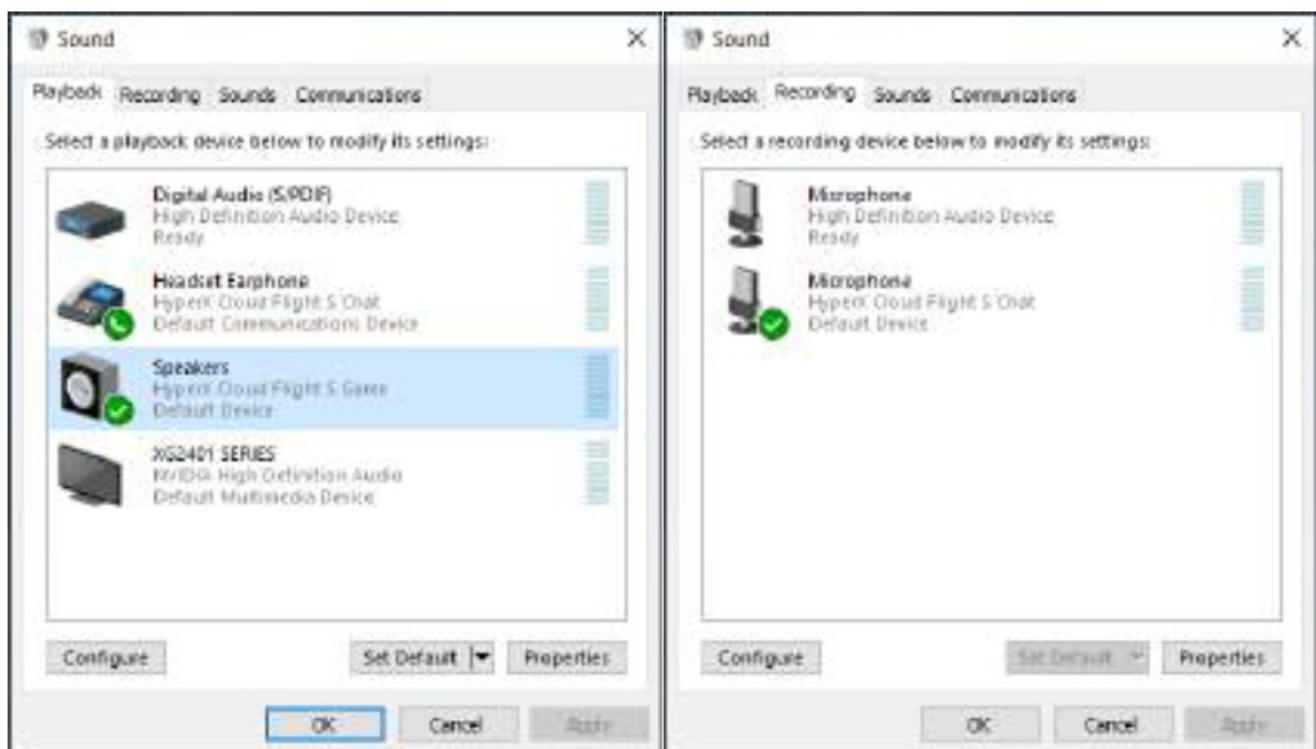 Sound
Playback Recording Sounds Communications
Select a playback device below to modify its settings:
Digital Audio (S/PDIF)
High Definition Audio Device
Ready
Headset Earphone
HyperX Cloud Flight S Chat
Default Communications Device
Speakers
HyperX Cloud Flight S Game
Default Device
XG2401 SERIES
NVIDIA High Definition Audio
Default Multimedia Device
Configure
Set Default
Properties
OK
Cancel
Apply
Sound
Playback Recording Sounds Communications
Select a recording device below to modify its settings:
Microphone
High Definition Audio Device
Ready
Microphone
HyperX Cloud Flight S Chat
Default Device
Configure
Set Default
Properties
OK
Cancel
Apply